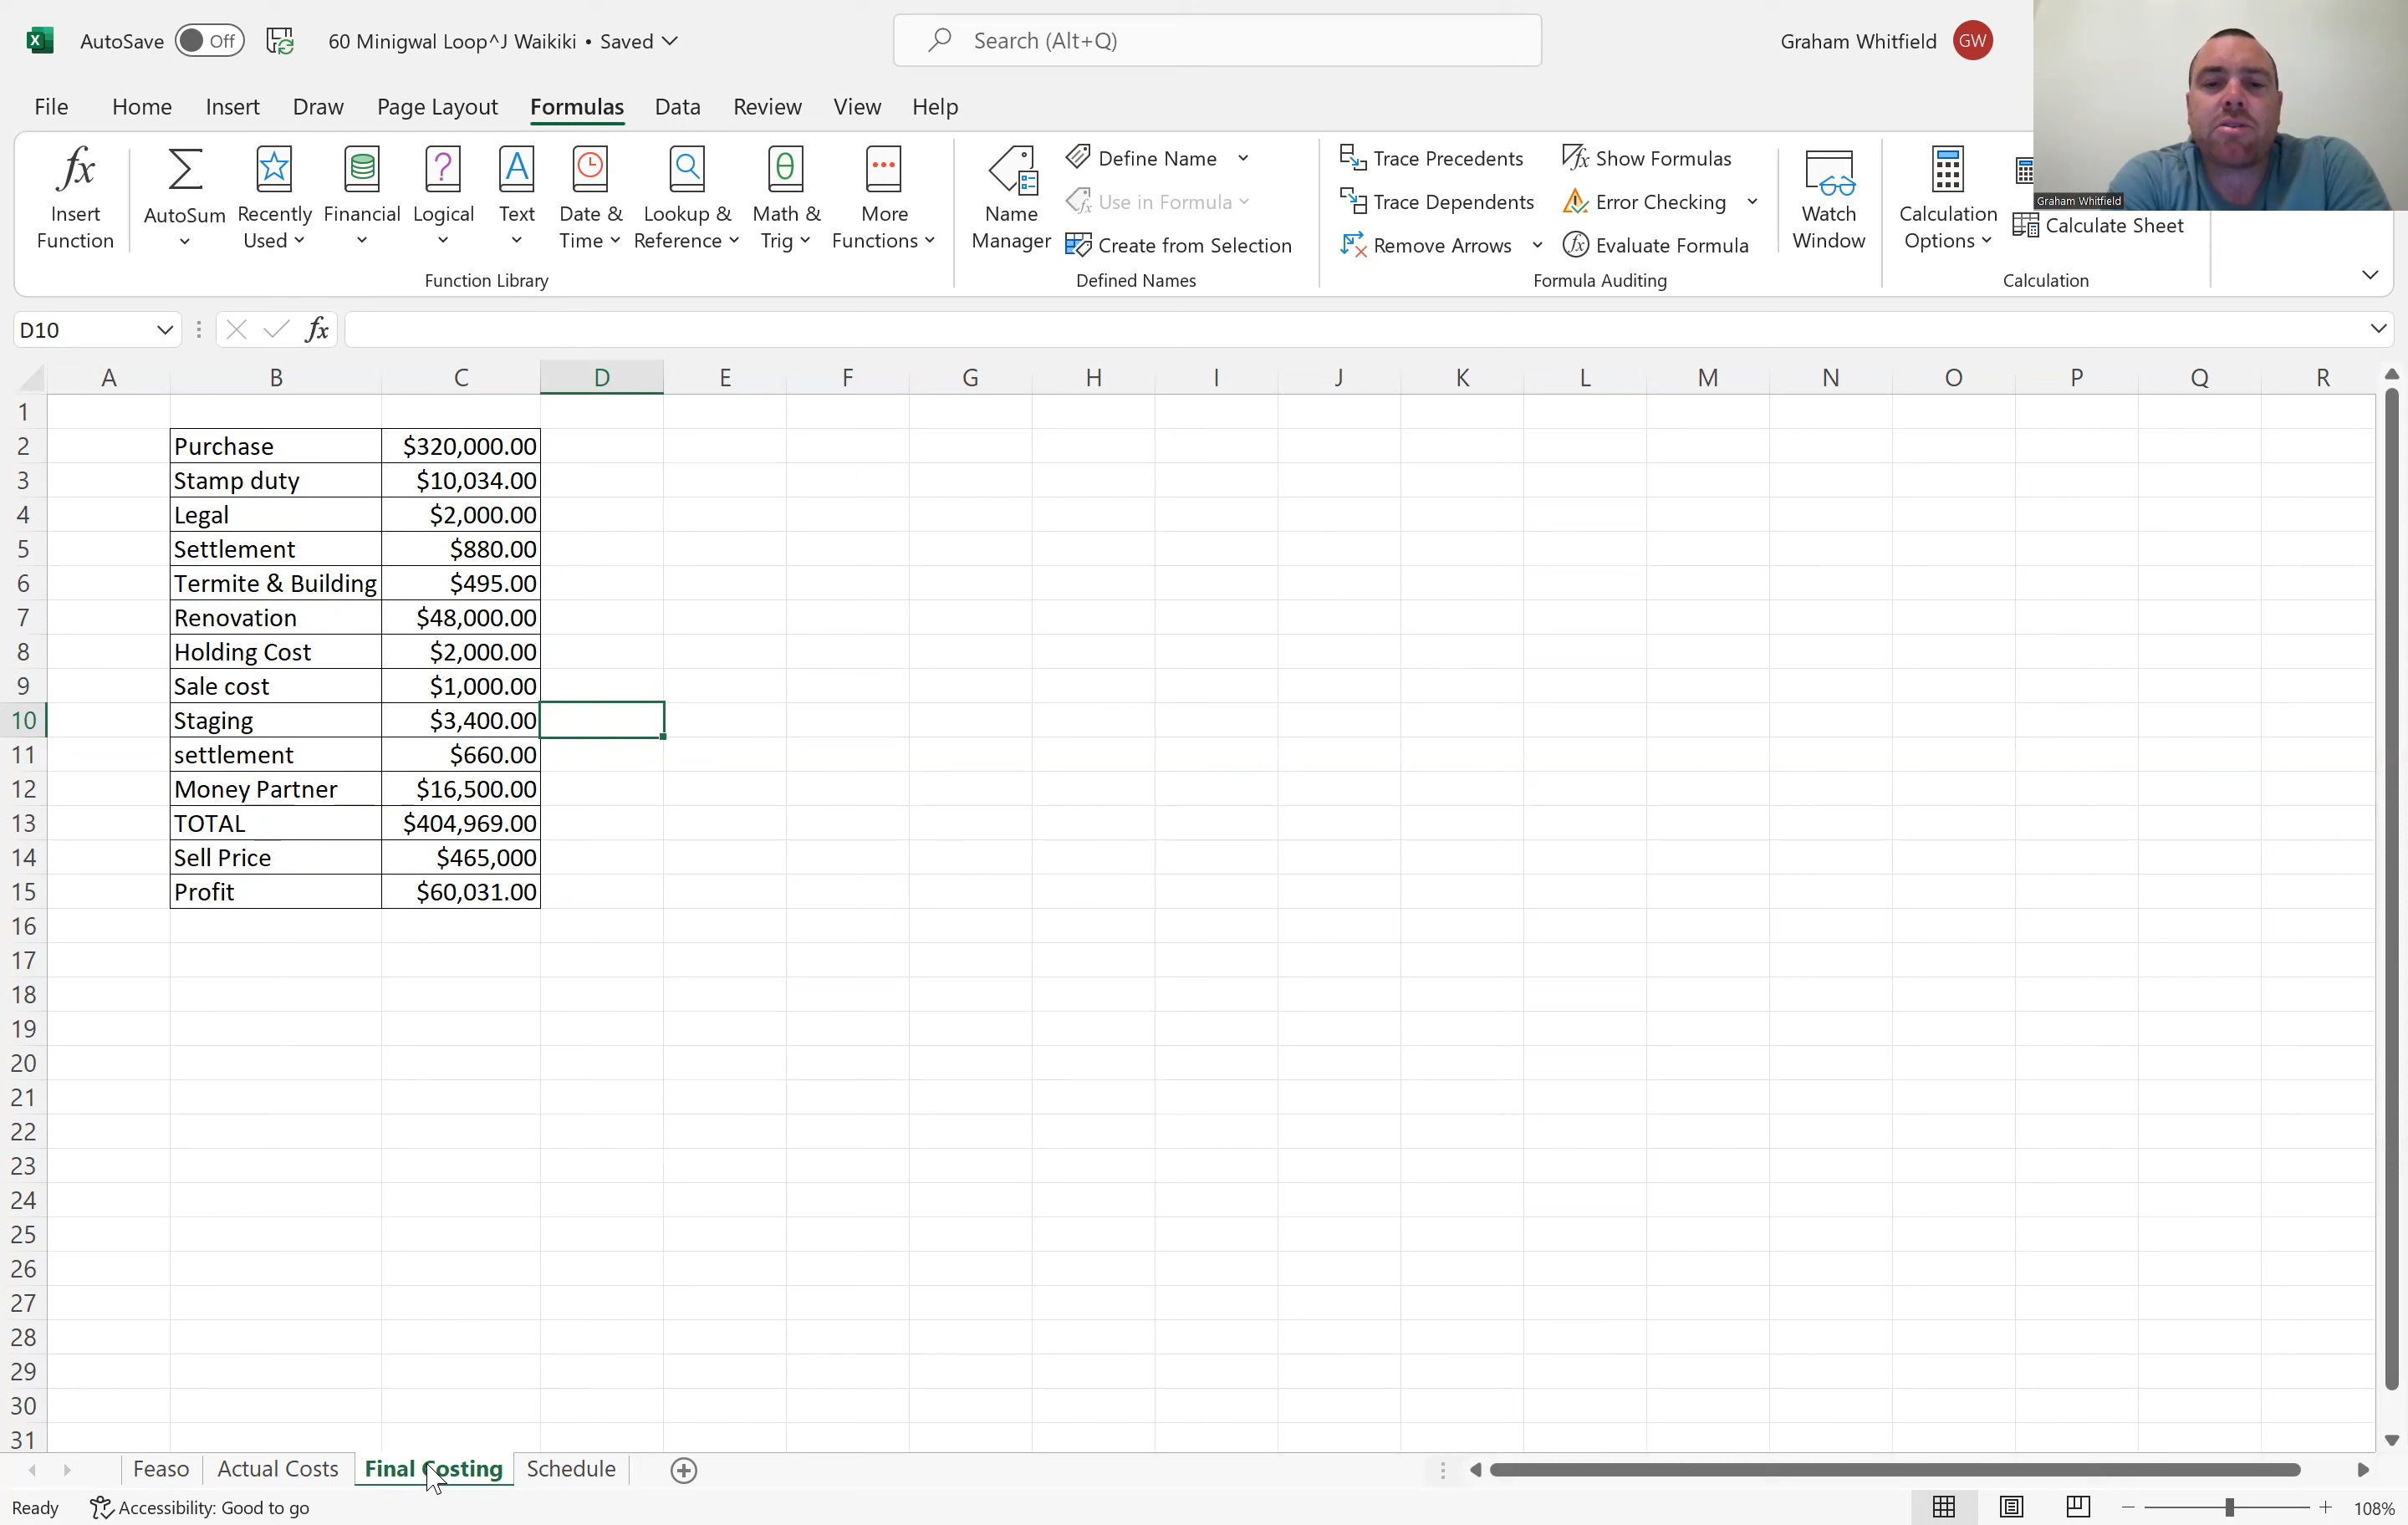 AutoSave Off 60 Minigwal Loop^J Waikiki • Saved Search (Alt+Q) Graham Whitfield GW
File Home Insert Draw Page Layout Formulas Data Review View Help
Insert Function AutoSum Recently Used Financial Logical Text Date & Time Lookup & Reference Math & Trig More Functions
Function Library
Name Manager Define Name Use in Formula Create from Selection
Defined Names
Trace Precedents Trace Dependents Remove Arrows Show Formulas Error Checking Evaluate Formula
Formula Auditing
Watch Window
Calculation Options Calculate Sheet
Calculation
Graham Whitfield
D10 fx
A B C D E F G H I J K L M N O P Q R
1
2 Purchase $320,000.00
3 Stamp duty $10,034.00
4 Legal $2,000.00
5 Settlement $880.00
6 Termite & Building $495.00
7 Renovation $48,000.00
8 Holding Cost $2,000.00
9 Sale cost $1,000.00
10 Staging $3,400.00
11 settlement $660.00
12 Money Partner $16,500.00
13 TOTAL $404,969.00
14 Sell Price $465,000
15 Profit $60,031.00
16
17
18
19
20
21
22
23
24
25
26
27
28
29
30
31
Feaso Actual Costs Final Costing Schedule
Ready Accessibility: Good to go 108%